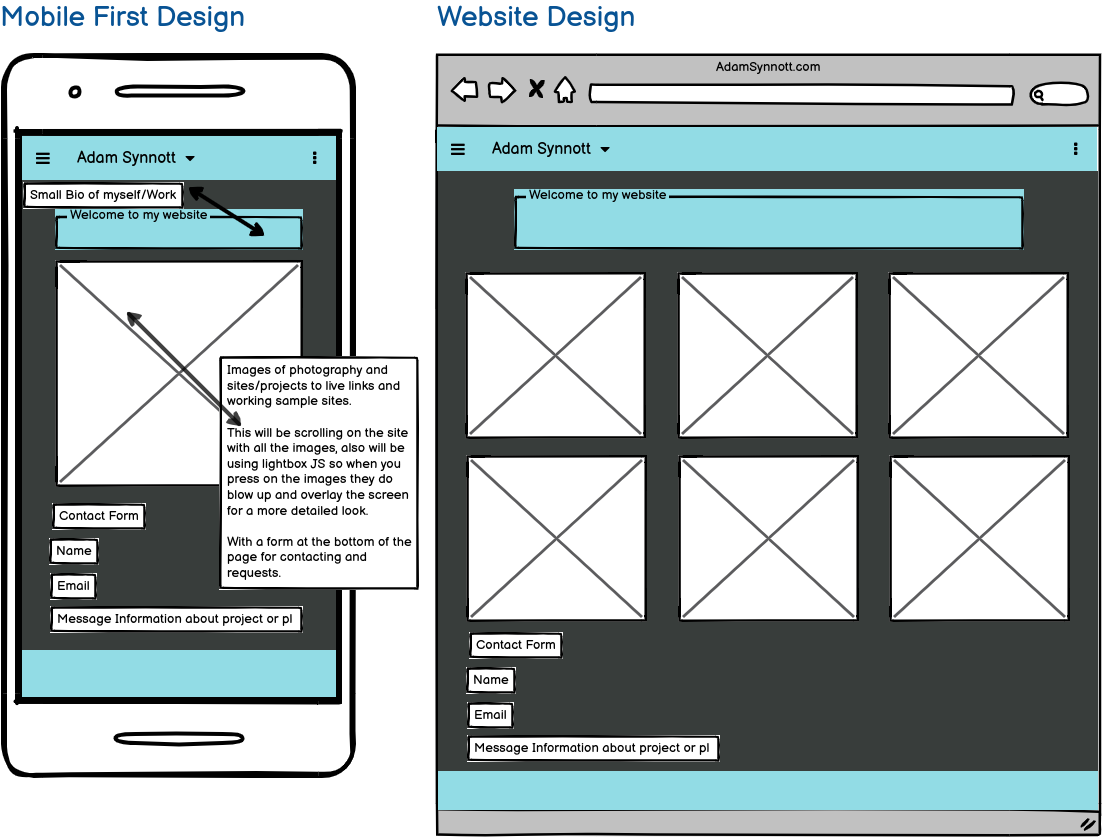 Mobile First Design
Adam Synnott
Small Bio of myself/Work
Welcome to my website
Images of photography and
sites/projects to live links and
working sample sites.
This will be scrolling on the site
with all the images, also will be
using lightbox JS so when you
press on the images they do
blow up and overlay the screen
for a more detailed look.
With a form at the bottom of the
page for contacting and
requests.
Contact Form
Name
Email
Message Information about project or pl
Website Design
AdamSynnott.com
Adam Synnott
Welcome to my website
Contact Form
Name
Email
Message Information about project or pl